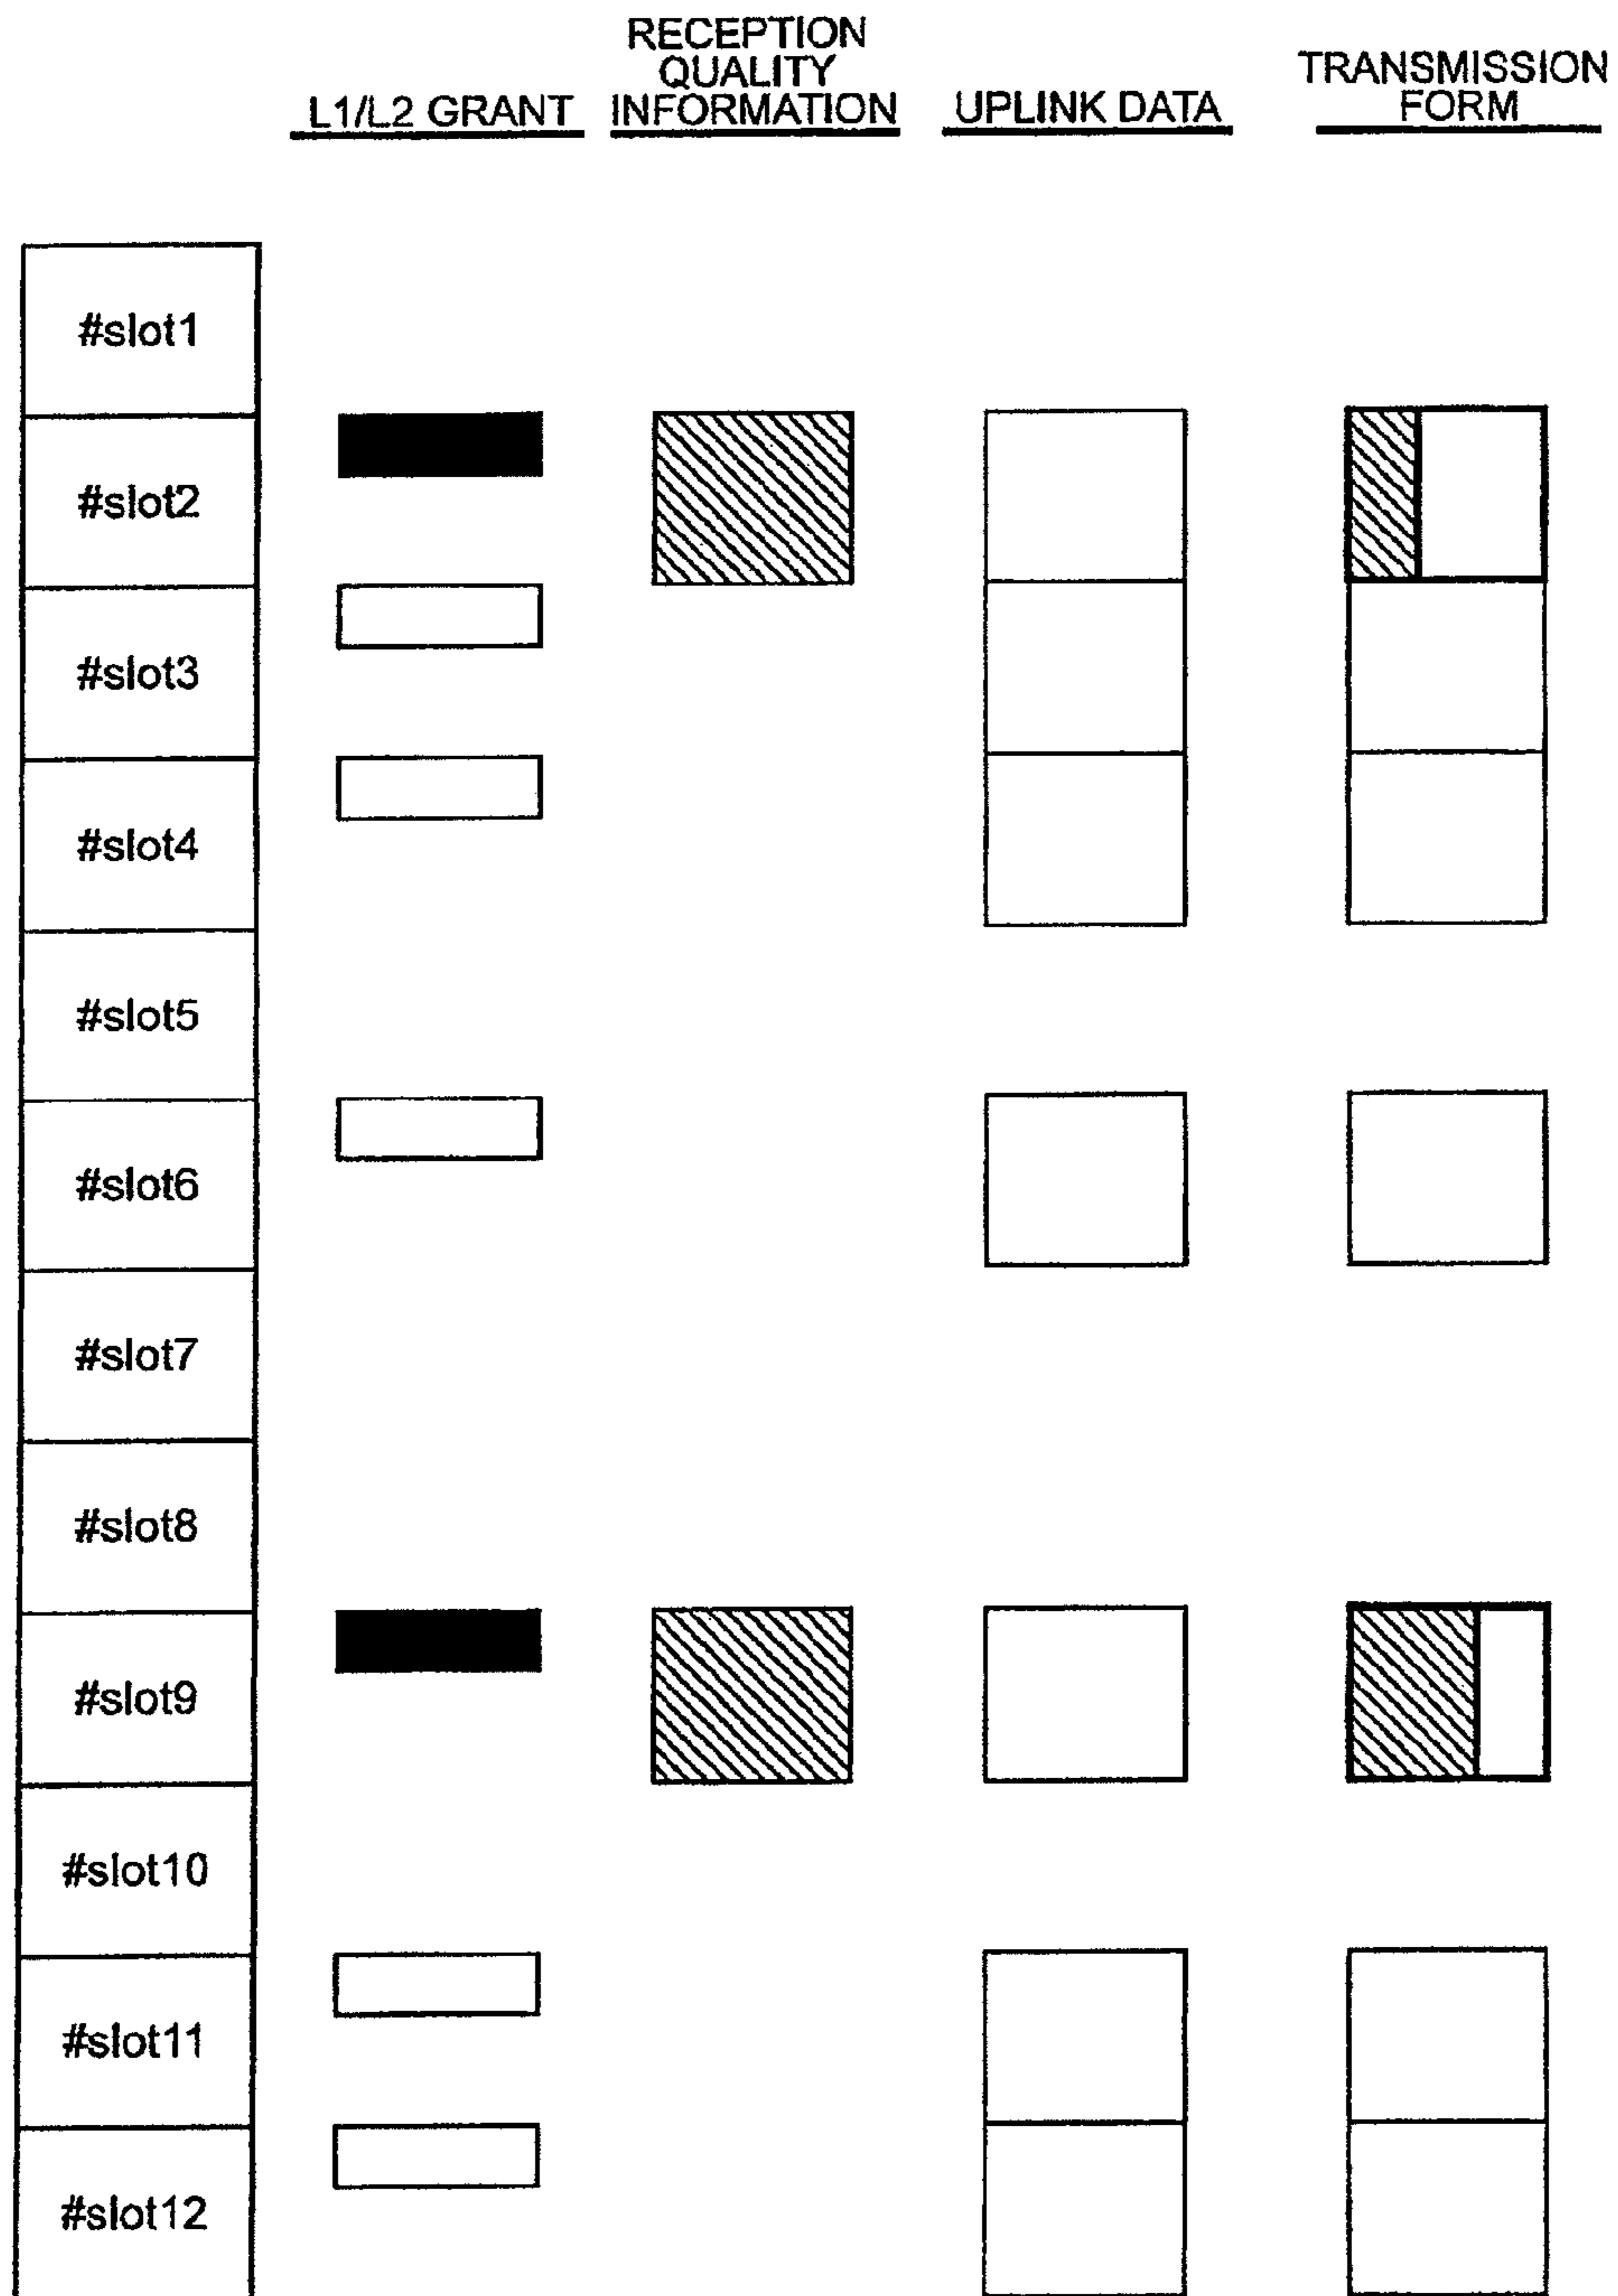 L1/L2 GRANT
RECEPTION
QUALITY
INFORMATION
UPLINK DATA
TRANSMISSION
FORM
#slot1
#slot2
#slot3
#slot4
#slot5
#slot6
#slot7
#slot8
#slot9
#slot10
#slot11
#slot12